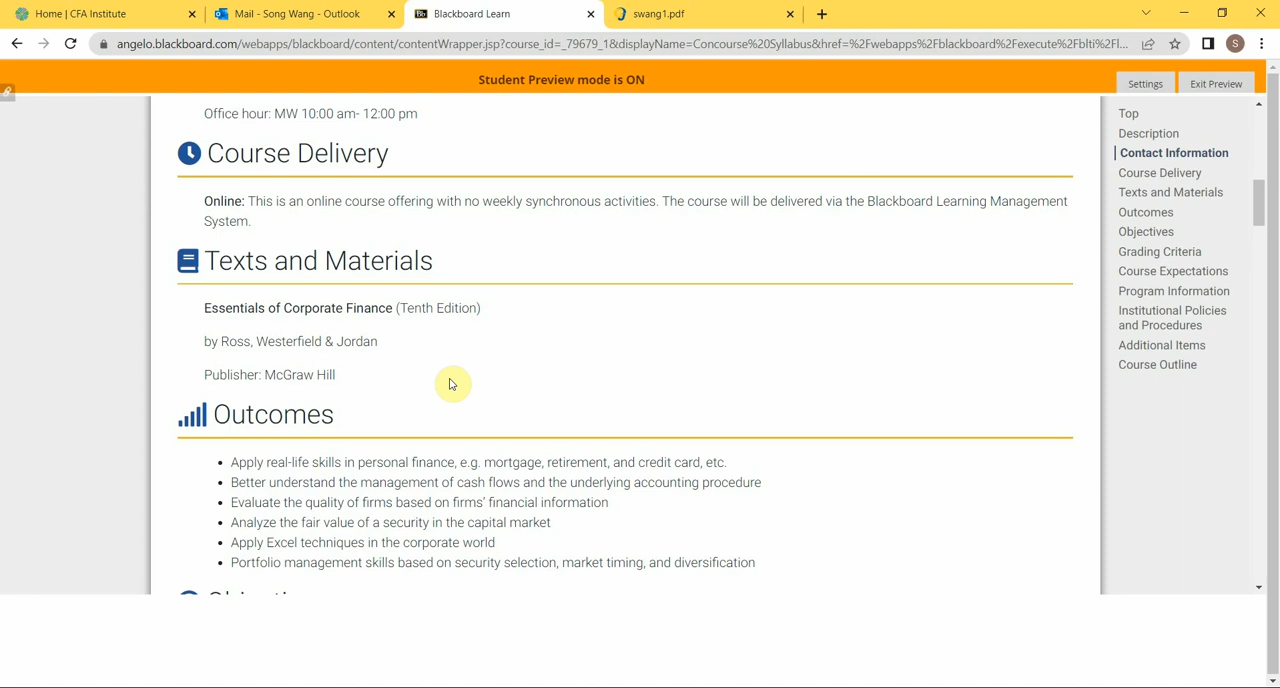 Home | CFA Institute
Mail - Song Wang - Outlook
Bb Blackboard Learn
swang1.pdf
angelo.blackboard.com/webapps/blackboard/content/contentWrapper.jsp?course_id=_79679_1&displayName=Concourse%20Syllabus&href=%2Fwebapps%2Fblackboard%2Fexecute%2Fblti%2Fl...
S
Student Preview mode is ON
Settings
Exit Preview
Office hour: MW 10:00 am- 12:00 pm
Course Delivery
Online: This is an online course offering with no weekly synchronous activities. The course will be delivered via the Blackboard Learning Management
System.
Texts and Materials
Essentials of Corporate Finance (Tenth Edition)
by Ross, Westerfield & Jordan
Publisher: McGraw Hill
Outcomes
• Apply real-life skills in personal finance, e.g. mortgage, retirement, and credit card, etc.
• Better understand the management of cash flows and the underlying accounting procedure
• Evaluate the quality of firms based on firms' financial information
• Analyze the fair value of a security in the capital market
• Apply Excel techniques in the corporate world
• Portfolio management skills based on security selection, market timing, and diversification
Top
Description
Contact Information
Course Delivery
Texts and Materials
Outcomes
Objectives
Grading Criteria
Course Expectations
Program Information
Institutional Policies
and Procedures
Additional Items
Course Outline